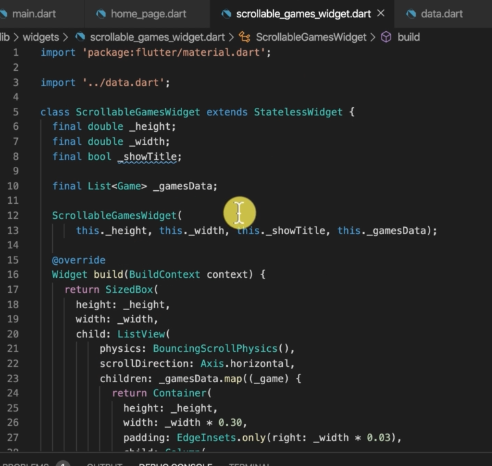 main.dart home_page.dart scrollable_games_widget.dart data.dart
lib > widgets > scrollable_games_widget.dart > ScrollableGamesWidget > build
1 import 'package:flutter/material.dart';
2
3 import '../data.dart';
4
5 class ScrollableGamesWidget extends StatelessWidget {
6 final double _height;
7 final double _width;
8 final bool _showTitle;
9
10 final List<Game> _gamesData;
11
12 ScrollableGamesWidget(
13 this._height, this._width, this._showTitle, this._gamesData);
14
15 @override
16 Widget build(BuildContext context) {
17 return SizedBox(
18 height: _height,
19 width: _width,
20 child: ListView(
21 physics: BouncingScrollPhysics(),
22 scrollDirection: Axis.horizontal,
23 children: _gamesData.map((_game) {
24 return Container(
25 height: _height,
26 width: _width * 0.30,
27 padding: EdgeInsets.only(right: _width * 0.03),
28 child: Column(
PROBLEMS 1 OUTPUT DEBUG CONSOLE TERMINAL